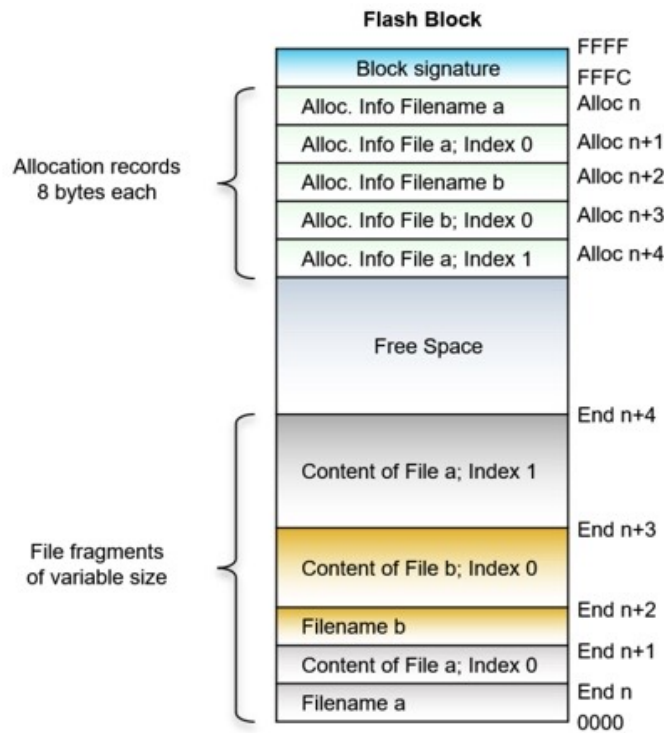 Flash Block
FFFF
Block signature
FFFC
Alloc. Info Filename a
Alloc n
Alloc. Info File a; Index 0
Alloc n+1
Allocation records
8 bytes each
Alloc. Info Filename b
Alloc n+2
Alloc. Info File b; Index 0
Alloc n+3
Alloc. Info File a; Index 1
Alloc n+4
Free Space
End n+4
Content of File a; Index 1
End n+3
File fragments
of variable size
Content of File b; Index 0
End n+2
Filename b
End n+1
Content of File a; Index 0
End n
Filename a
0000